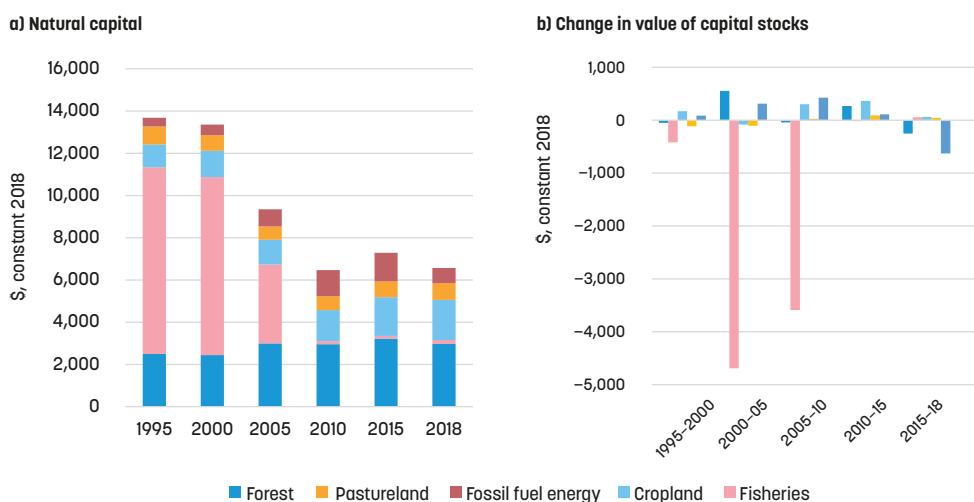 a) Natural capital
$, constant 2018
16,000
14,000
12,000
10,000
8,000
6,000
4,000
2,000
0
1995 2000 2005 2010 2015 2018
b) Change in value of capital stocks
$, constant 2018
1,000
0
−1,000
−2,000
−3,000
−4,000
−5,000
1995–2000 2000–05 2005–10 2010–15 2015–18
Forest Pastureland Fossil fuel energy Cropland Fisheries